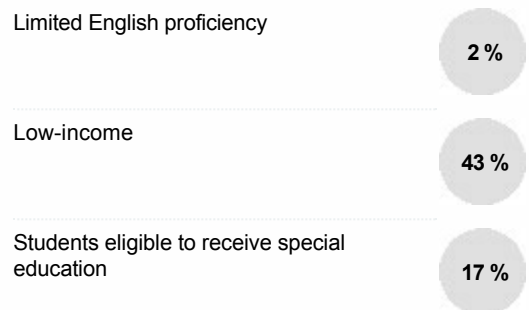 Limited English proficiency
2 %
Low-income
43 %
Students eligible to receive special
education
17 %